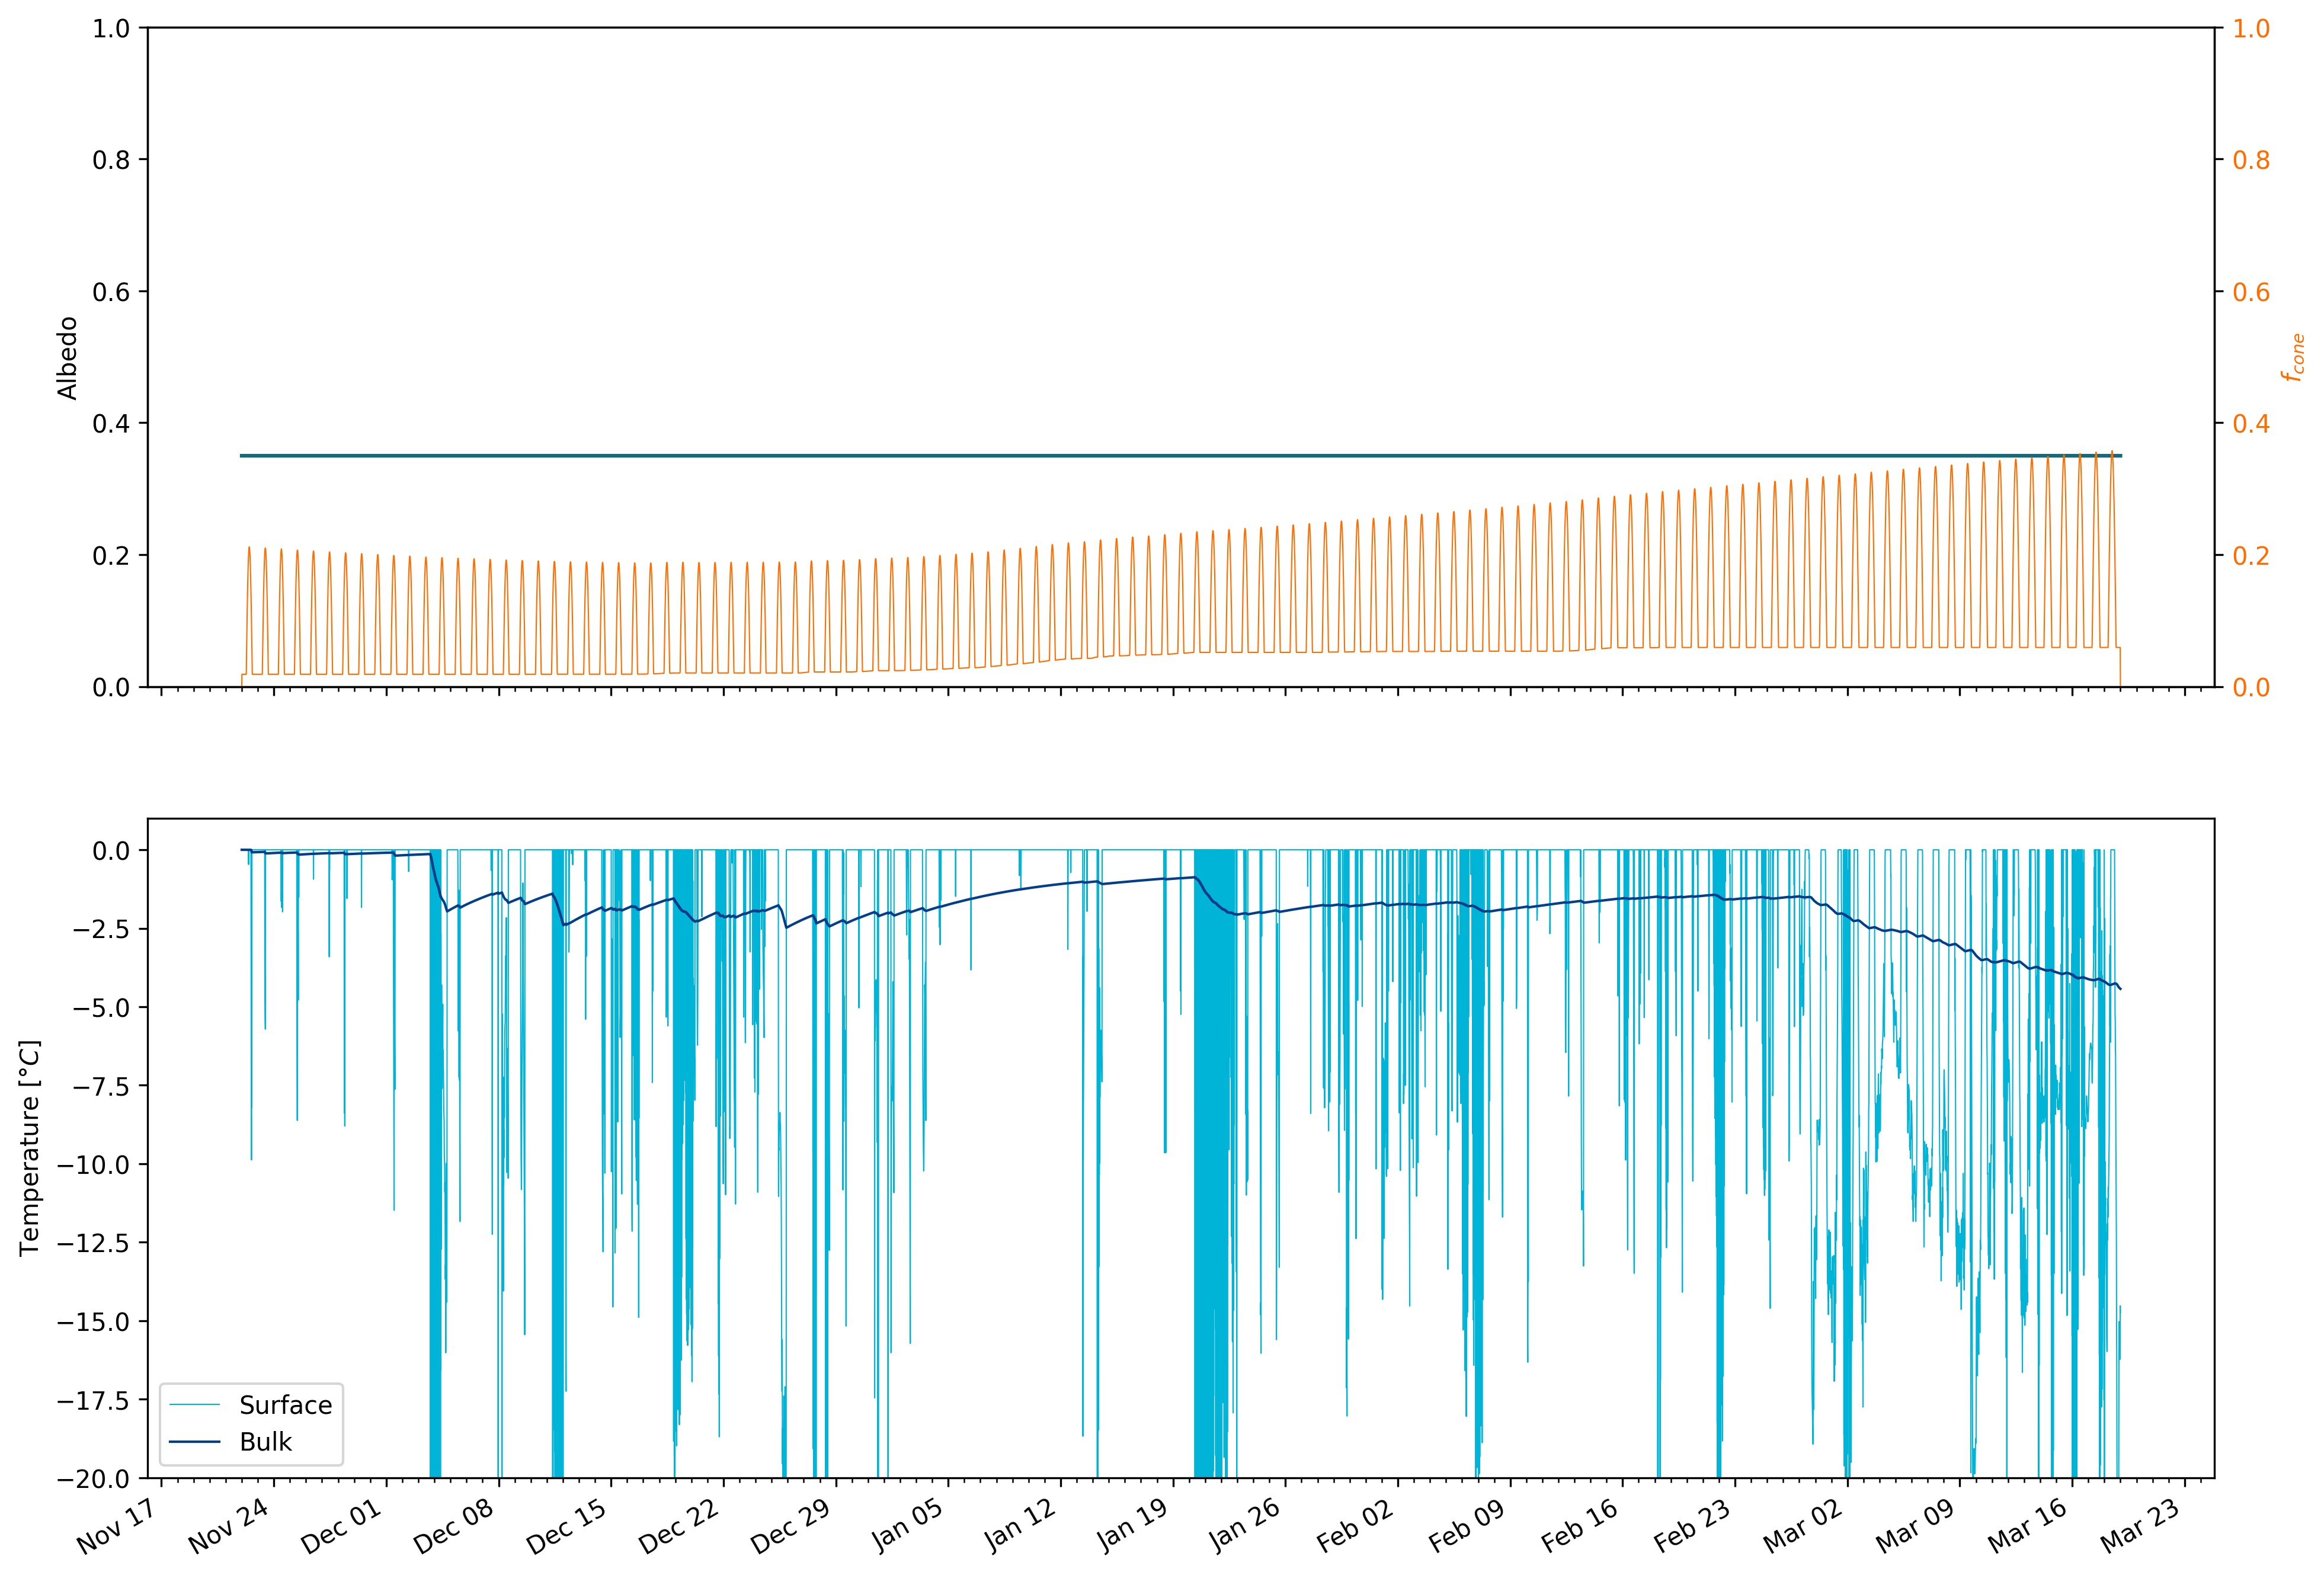 1.0
0.8
0.6
0.4
0.2
0.0
Albedo
1.0
0.8
0.6
0.4
0.2
0.0
f_cone
0.0
−2.5
−5.0
−7.5
−10.0
−12.5
−15.0
−17.5
−20.0
Temperature [°C]
Surface
Bulk
Nov 17
Nov 24
Dec 01
Dec 08
Dec 15
Dec 22
Dec 29
Jan 05
Jan 12
Jan 19
Jan 26
Feb 02
Feb 09
Feb 16
Feb 23
Mar 02
Mar 09
Mar 16
Mar 23